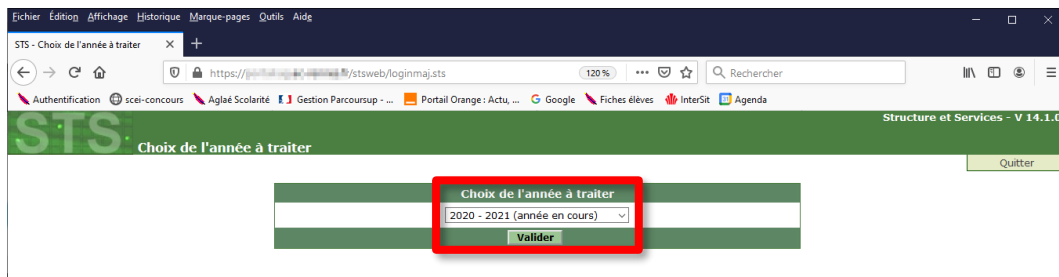 Fichier Édition Affichage Historique Marque-pages Outils Aide
STS - Choix de l'année à traiter
https:// /stsweb/loginmaj.sts 120 % Rechercher
Authentification scei-concours Aglaé Scolarité Gestion Parcoursup - ... Portail Orange : Actu, ... Google Fiches élèves InterSit Agenda
Structure et Services - V 14.1.0
STS Choix de l'année à traiter
Quitter
Choix de l'année à traiter
2020 - 2021 (année en cours)
Valider